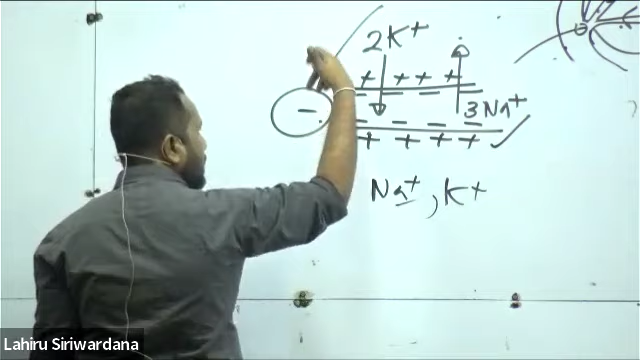 2K+
+ + + +
– – – –
–
3Na+
– – – –
+ + + +
Na+, K+
Lahiru Siriwardana